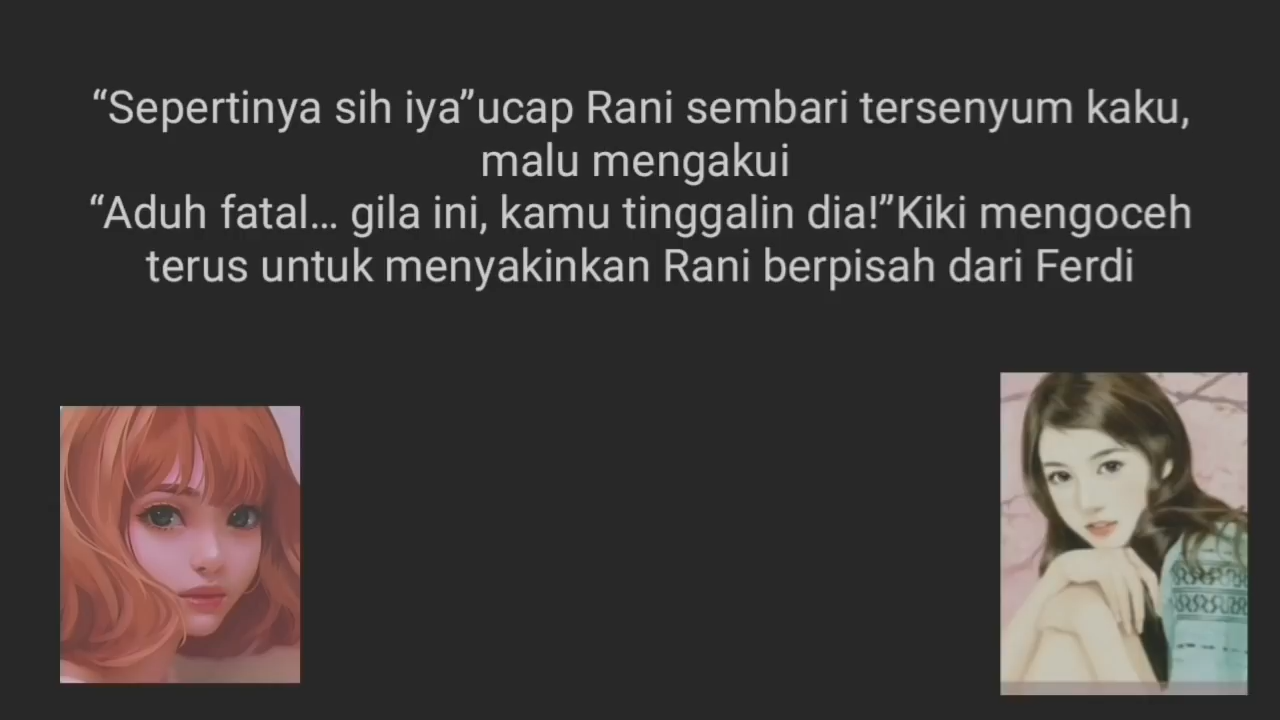 “Sepertinya sih iya”ucap Rani sembari tersenyum kaku,
malu mengakui
“Aduh fatal... gila ini, kamu tinggalin dia!”Kiki mengoceh
terus untuk menyakinkan Rani berpisah dari Ferdi